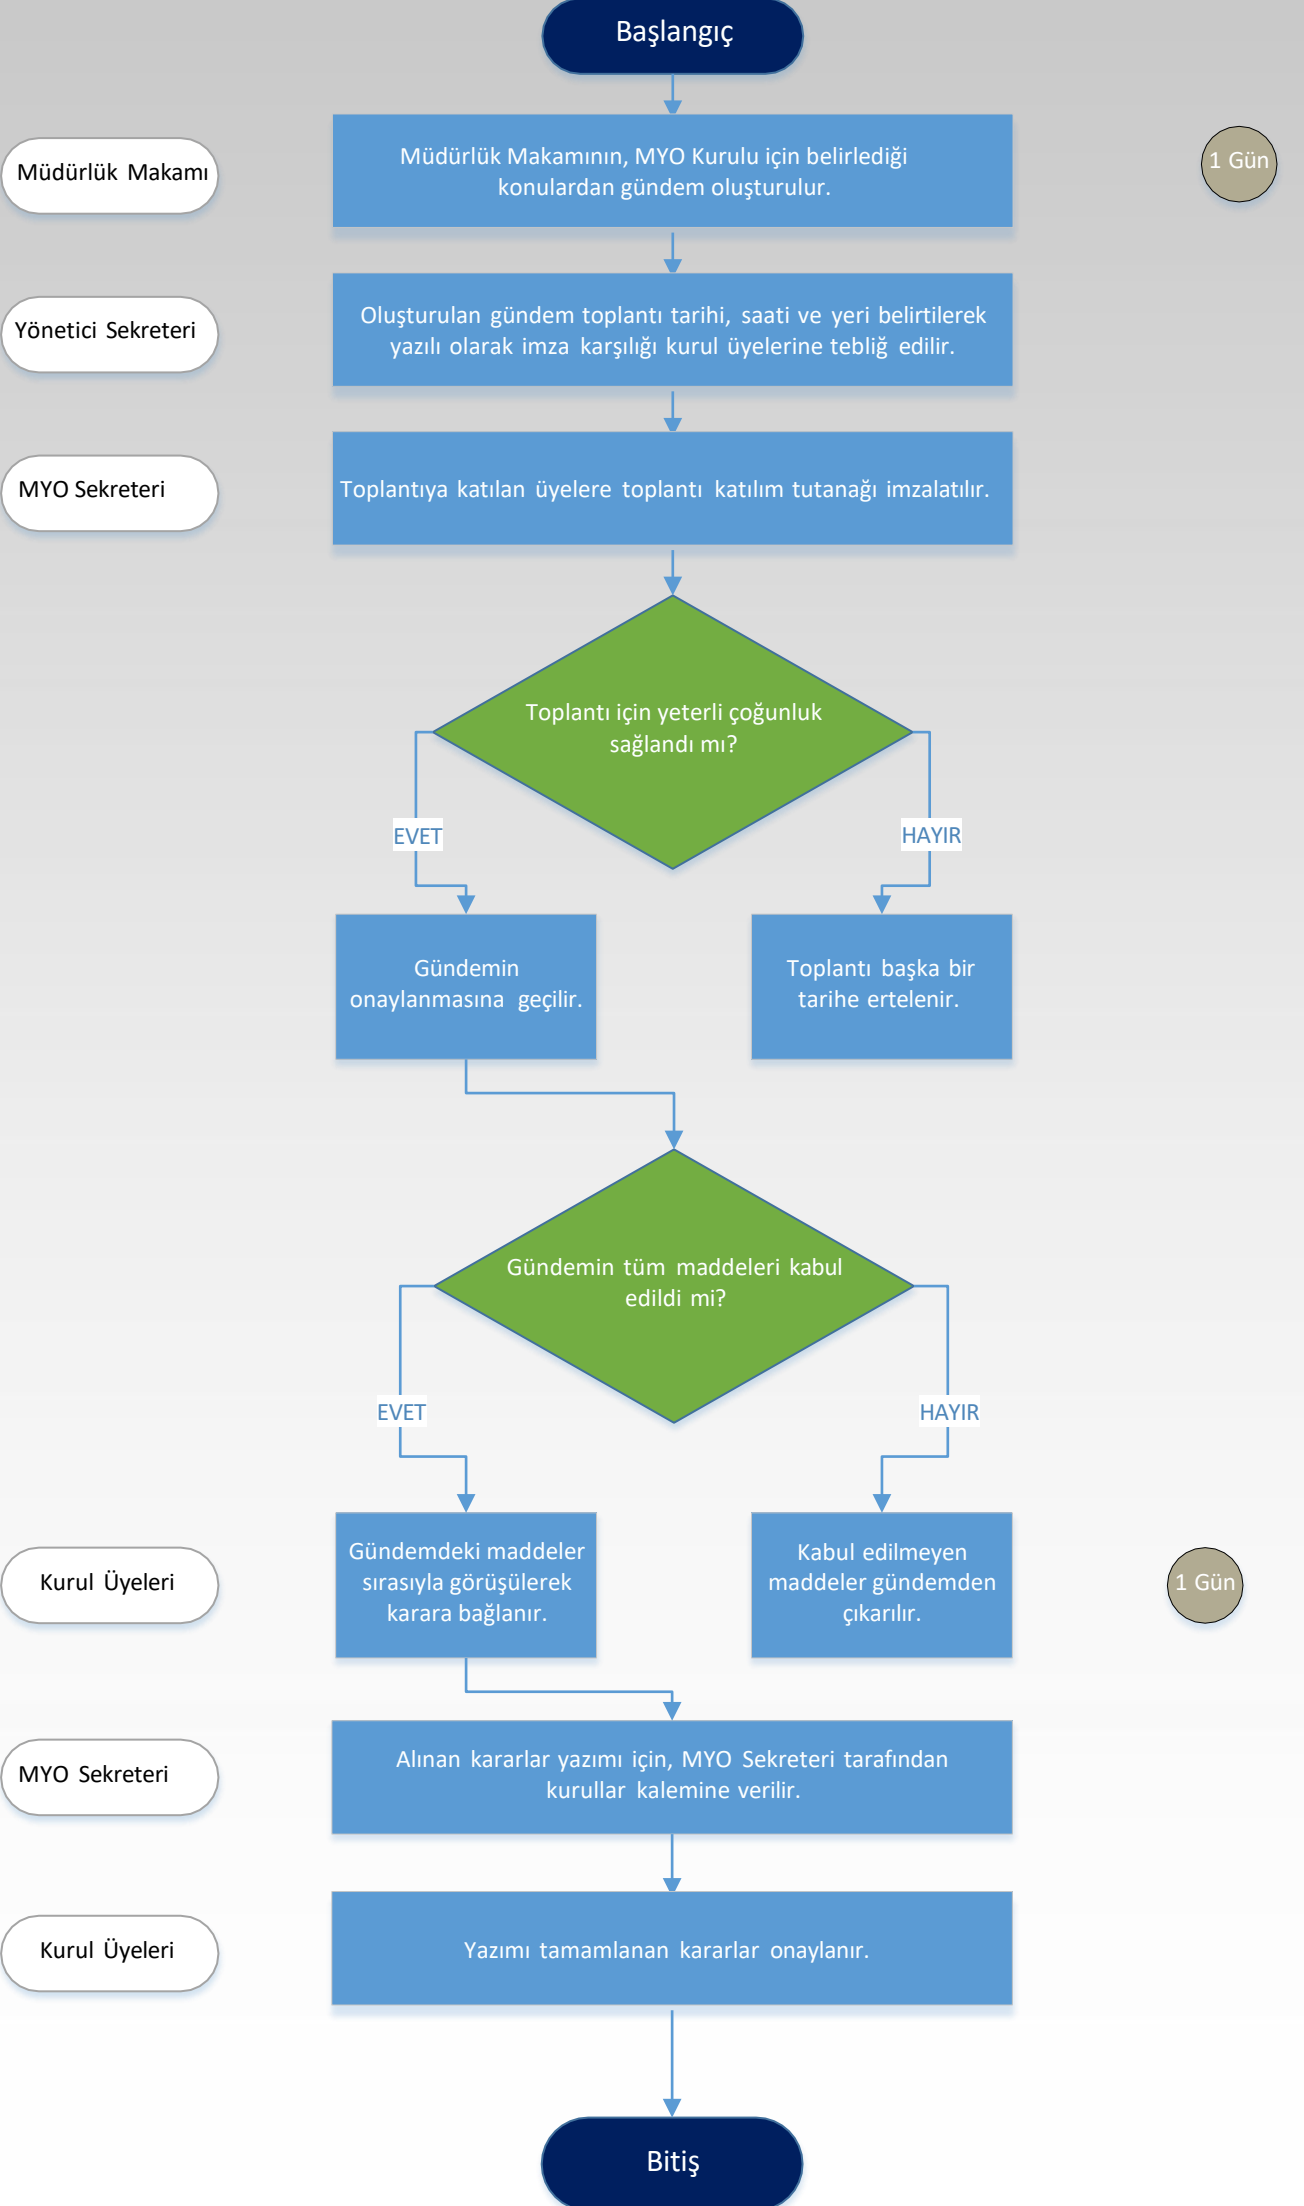 Başlangıç
Müdürlük Makamı
Müdürlük Makamının, MYO Kurulu için belirlediği
konulardan gündem oluşturulur.
1 Gün
Yönetici Sekreteri
Oluşturulan gündem toplantı tarihi, saati ve yeri belirtilerek
yazılı olarak imza karşılığı kurul üyelerine tebliğ edilir.
MYO Sekreteri
Toplantıya katılan üyelere toplantı katılım tutanağı imzalatılır.
Toplantı için yeterli çoğunluk
sağlandı mı?
EVET
HAYIR
Gündemin
onaylanmasına geçilir.
Toplantı başka bir
tarihe ertelenir.
Gündemin tüm maddeleri kabul
edildi mi?
EVET
HAYIR
Kurul Üyeleri
Gündemdeki maddeler
sırasıyla görüşülerek
karara bağlanır.
Kabul edilmeyen
maddeler gündemden
çıkarılır.
1 Gün
MYO Sekreteri
Alınan kararlar yazımı için, MYO Sekreteri tarafından
kurullar kalemine verilir.
Kurul Üyeleri
Yazımı tamamlanan kararlar onaylanır.
Bitiş